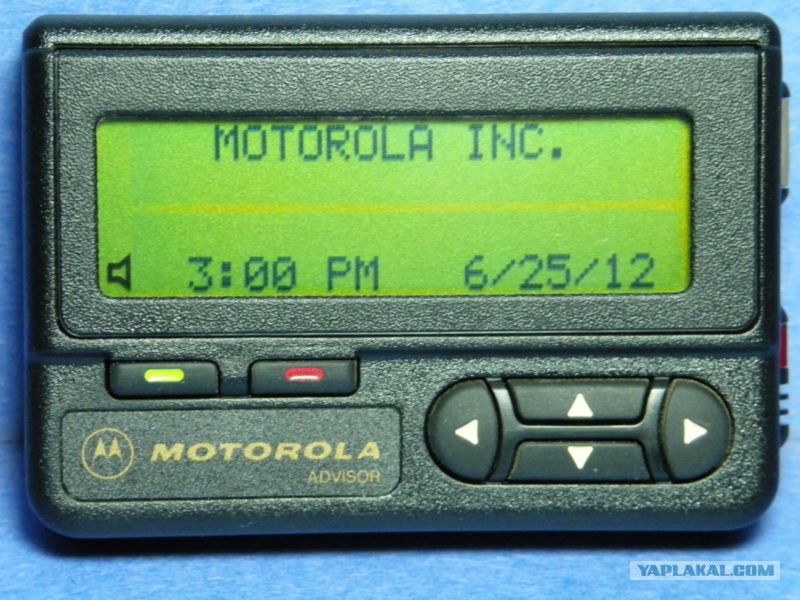 MOTOROLA INC.
3:00 PM 6/25/12
MOTOROLA
ADVISOR
YAPLAKAL.COM